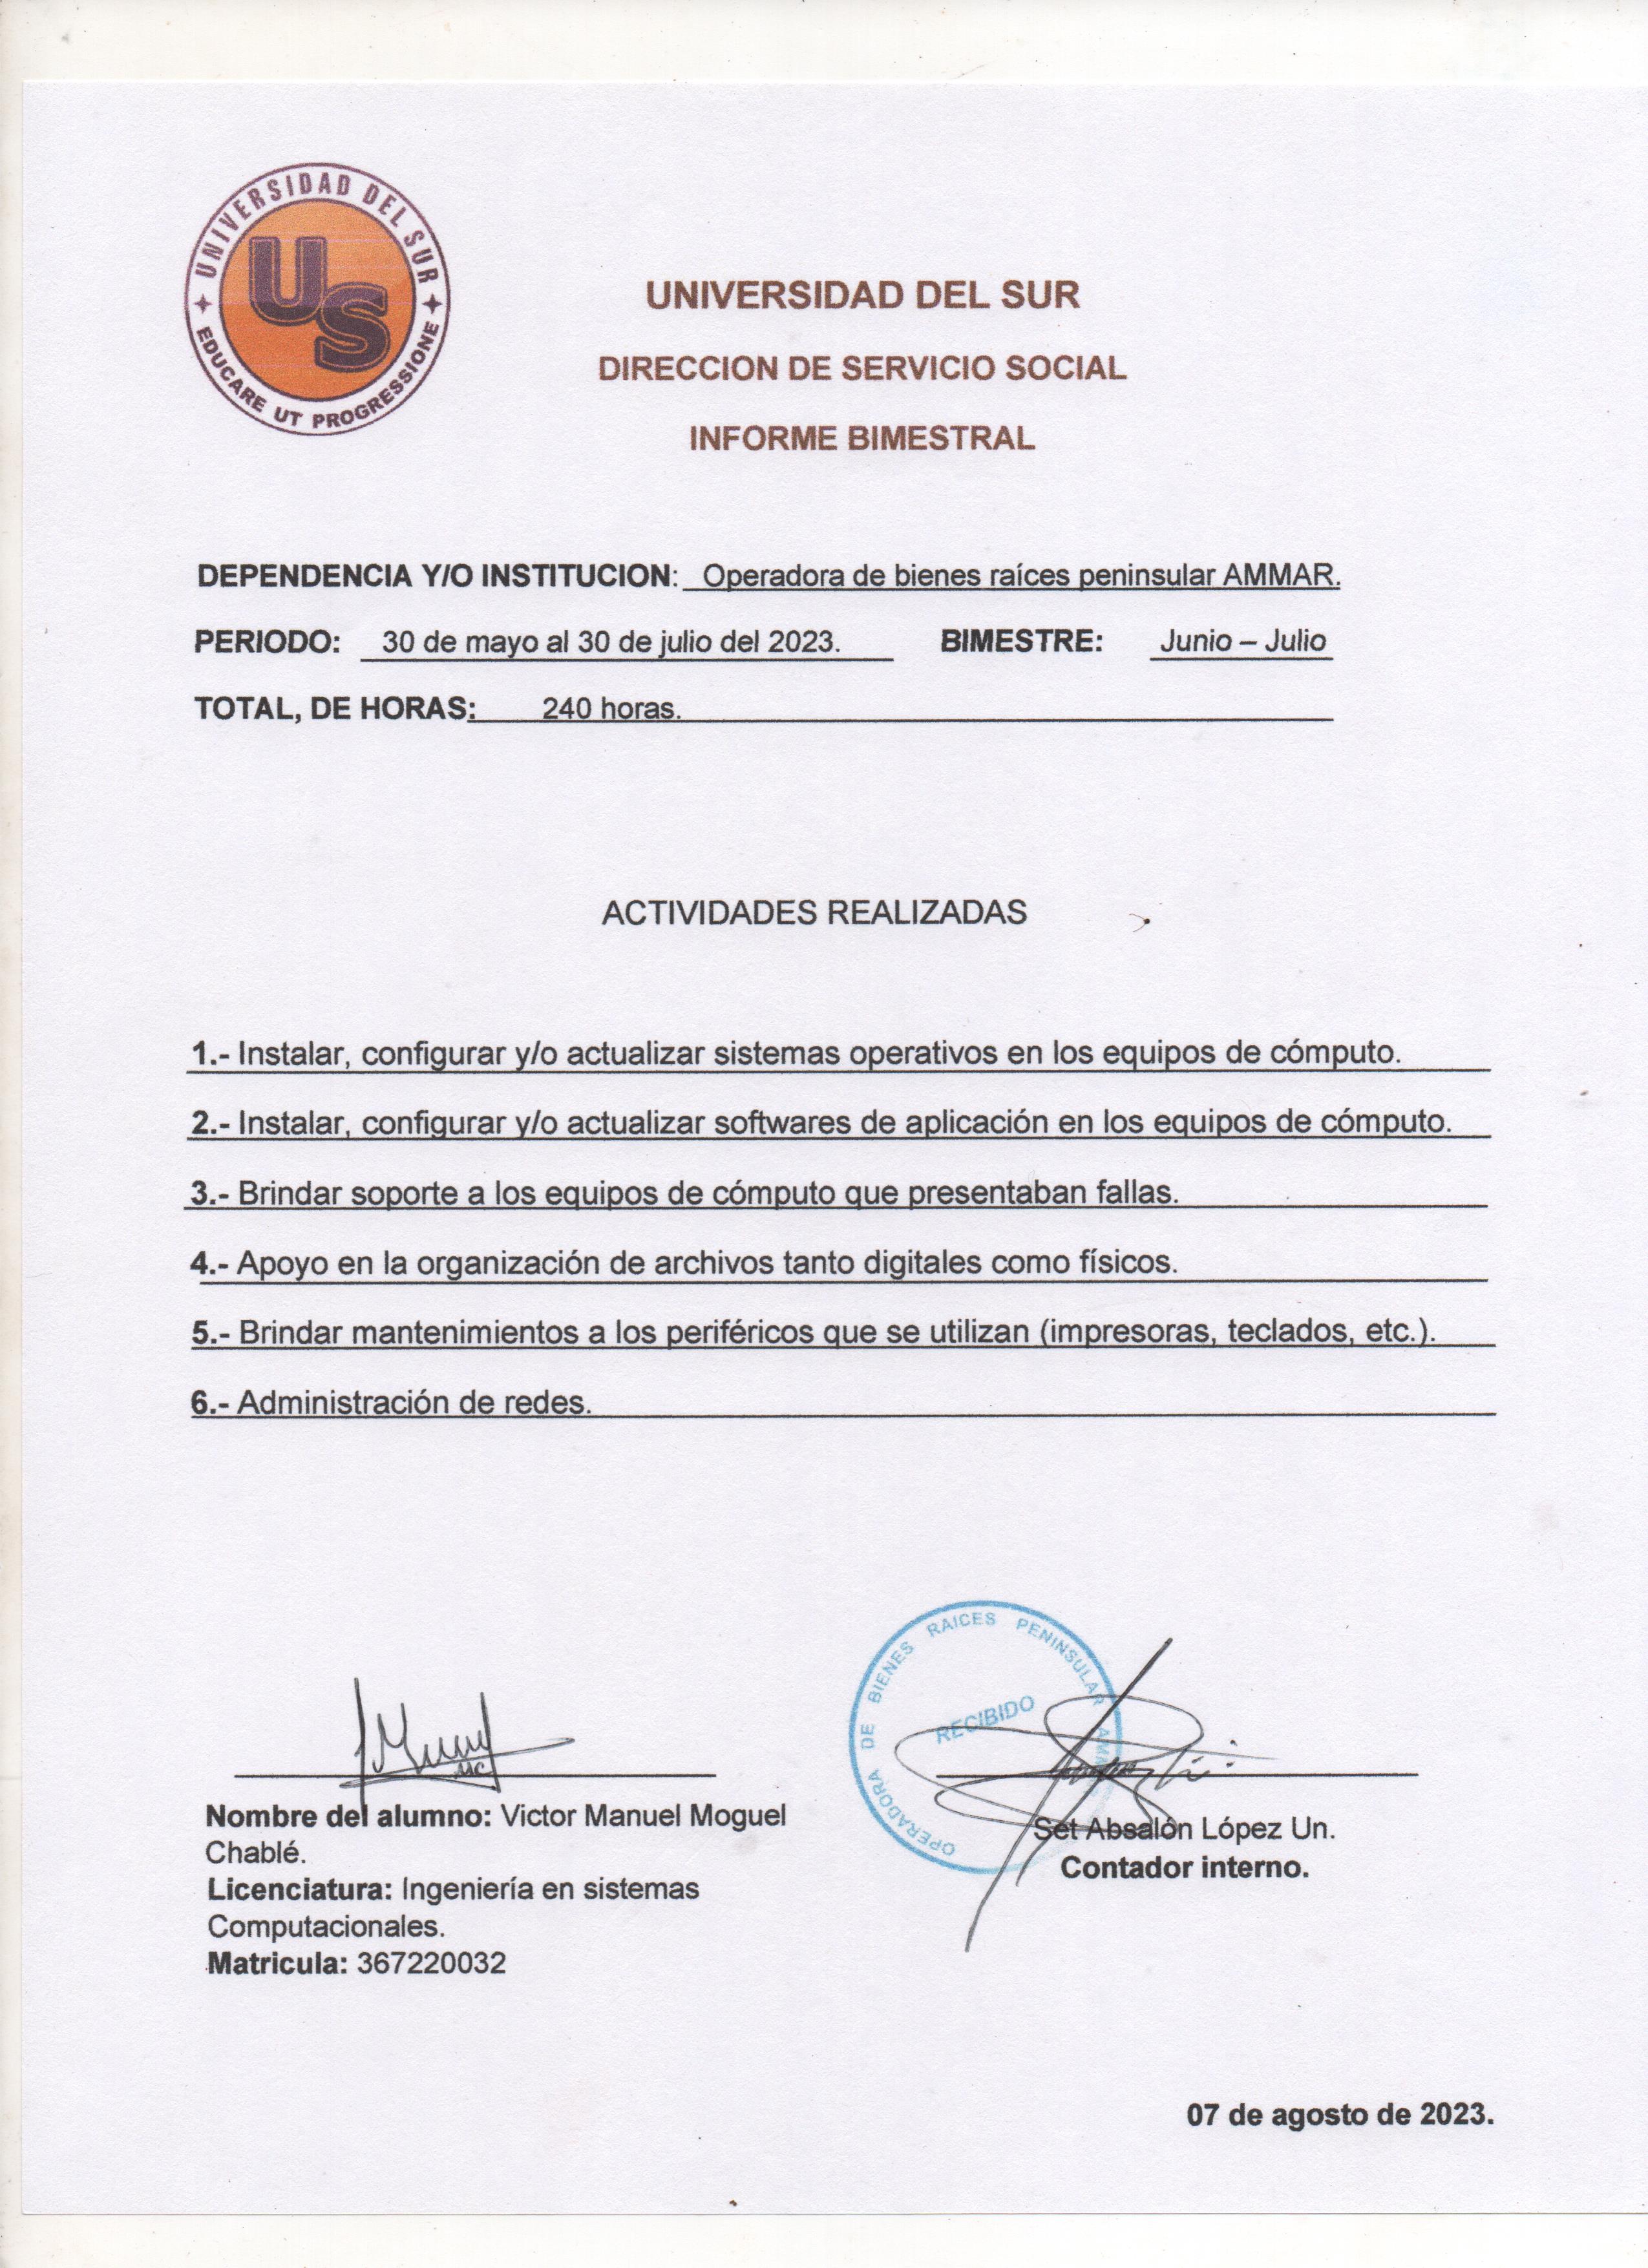 UNIVERSIDAD DEL SUR
US
EDUCARE UT PROGRESSIONE
UNIVERSIDAD DEL SUR
DIRECCION DE SERVICIO SOCIAL
INFORME BIMESTRAL
DEPENDENCIA Y/O INSTITUCION: Operadora de bienes raíces peninsular AMMAR.
PERIODO: 30 de mayo al 30 de julio del 2023. BIMESTRE: Junio – Julio
TOTAL, DE HORAS: 240 horas.
ACTIVIDADES REALIZADAS
1.- Instalar, configurar y/o actualizar sistemas operativos en los equipos de cómputo.
2.- Instalar, configurar y/o actualizar softwares de aplicación en los equipos de cómputo.
3.- Brindar soporte a los equipos de cómputo que presentaban fallas.
4.- Apoyo en la organización de archivos tanto digitales como físicos.
5.- Brindar mantenimientos a los periféricos que se utilizan (impresoras, teclados, etc.).
6.- Administración de redes.
OPERADORA DE BIENES RAICES PENINSULAR
RECIBIDO
Nombre del alumno: Victor Manuel Moguel
Chablé.
Licenciatura: Ingeniería en sistemas
Computacionales.
Matricula: 367220032
Set Absalón López Un.
Contador interno.
07 de agosto de 2023.